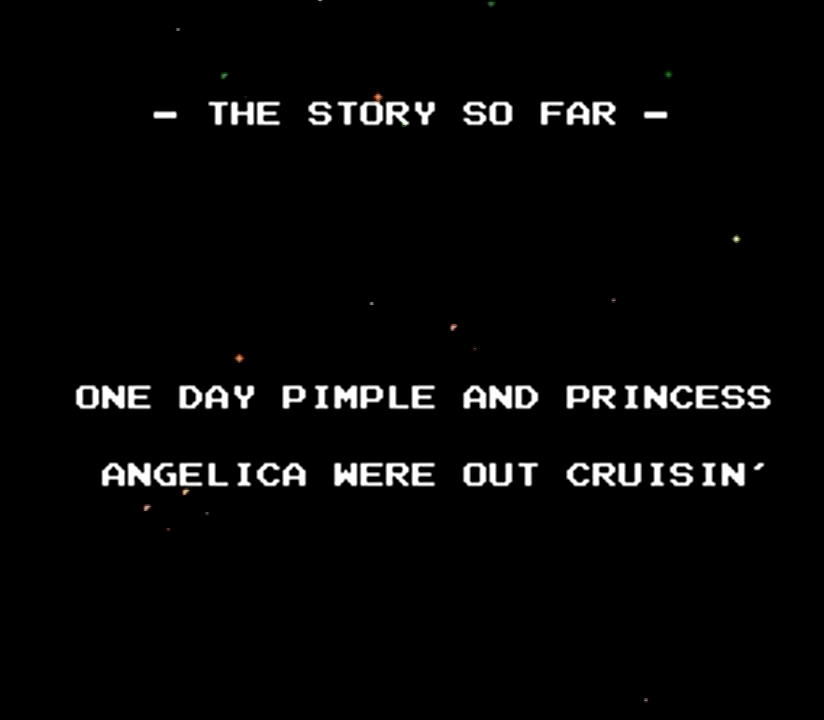 - THE STORY SO FAR -
ONE DAY PIMPLE AND PRINCESS
ANGELICA WERE OUT CRUISIN'